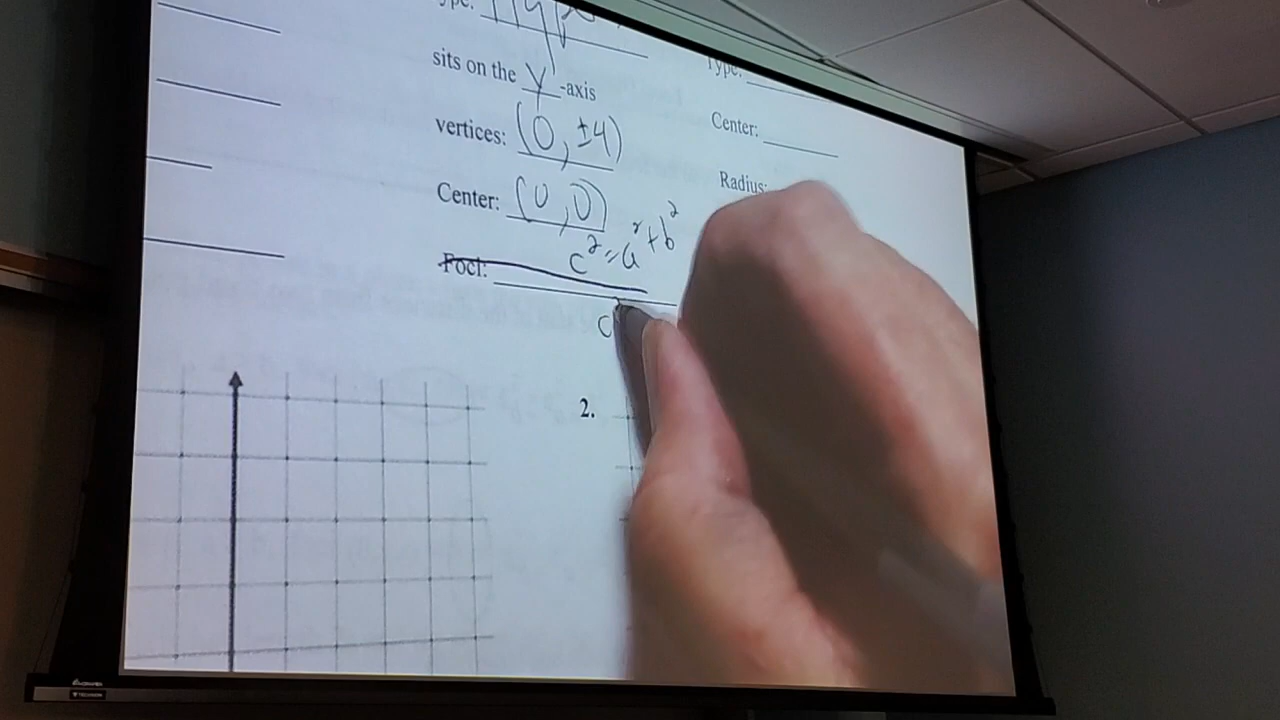 sits on the y-axis
Type:
vertices: (0, ±4)
Center:
Center: (0, 0)
Radius:
c² = a² + b²
Foci:
c
2.